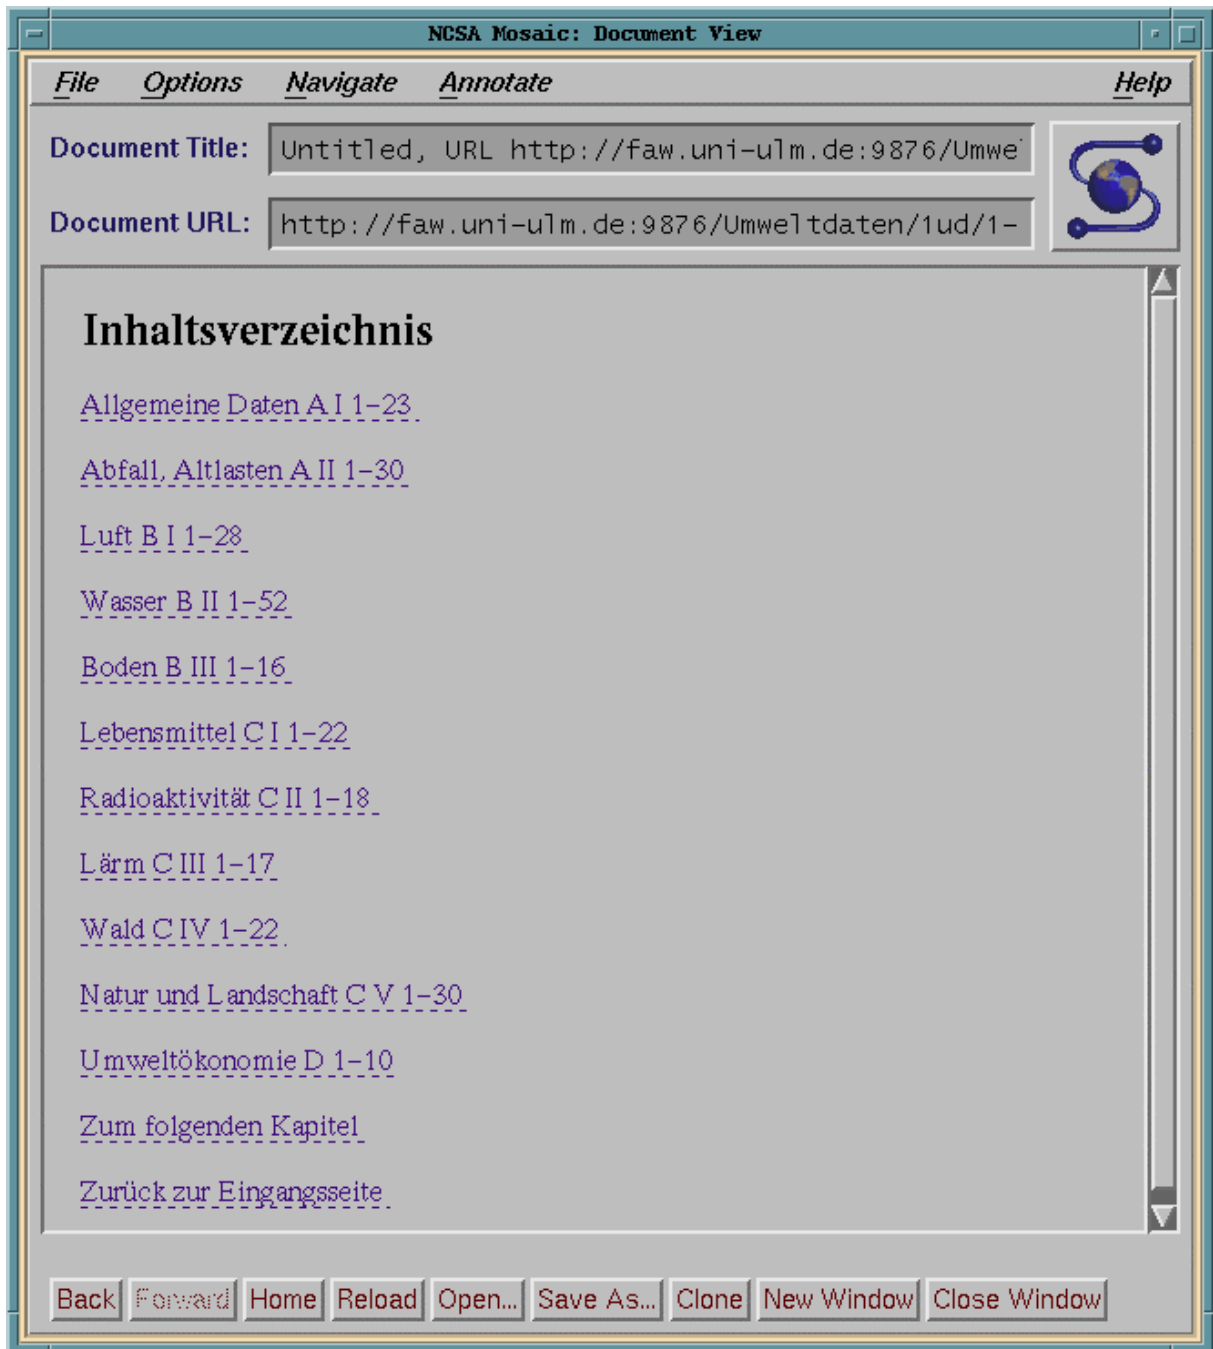 NCSA Mosaic: Document View
File Options Navigate Annotate Help
Document Title: Untitled, URL http://faw.uni-ulm.de:9876/Umwel
Document URL: http://faw.uni-ulm.de:9876/Umweltdaten/1ud/1-
Inhaltsverzeichnis
Allgemeine Daten A I 1-23
Abfall, Altlasten A II 1-30
Luft B I 1-28
Wasser B II 1-52
Boden B III 1-16
Lebensmittel C I 1-22
Radioaktivität C II 1-18
Lärm C III 1-17
Wald C IV 1-22
Natur und Landschaft C V 1-30
Umweltökonomie D 1-10
Zum folgenden Kapitel
Zurück zur Eingangsseite
Back Forward Home Reload Open... Save As... Clone New Window Close Window